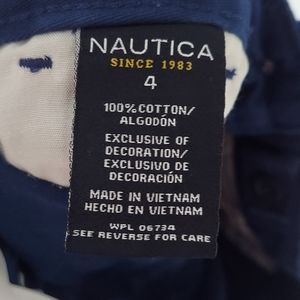 NAUTICA
SINCE 1983
4
100% COTTON/
ALGODÓN
EXCLUSIVE OF
DECORATION/
EXCLUSIVO DE
DECORACIÓN
MADE IN VIETNAM
HECHO EN VIETNAM
WPL 06734
SEE REVERSE FOR CARE